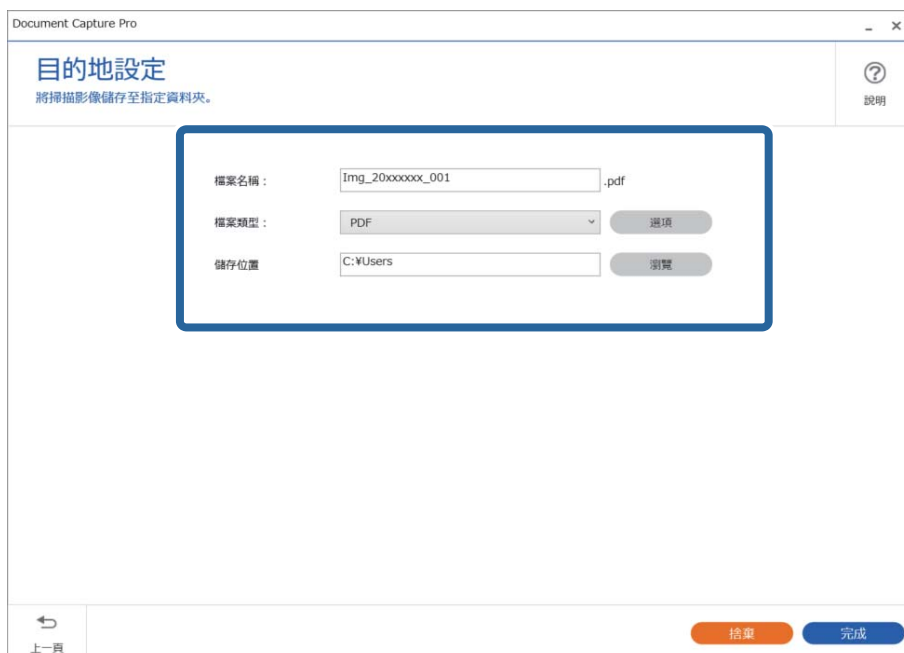 Document Capture Pro
目的地設定
將掃描影像儲存至指定資料夾。
說明
檔案名稱：
Img_20xxxxxx_001
.pdf
檔案類型：
PDF
選項
儲存位置
C:¥Users
瀏覽
上一頁
捨棄
完成